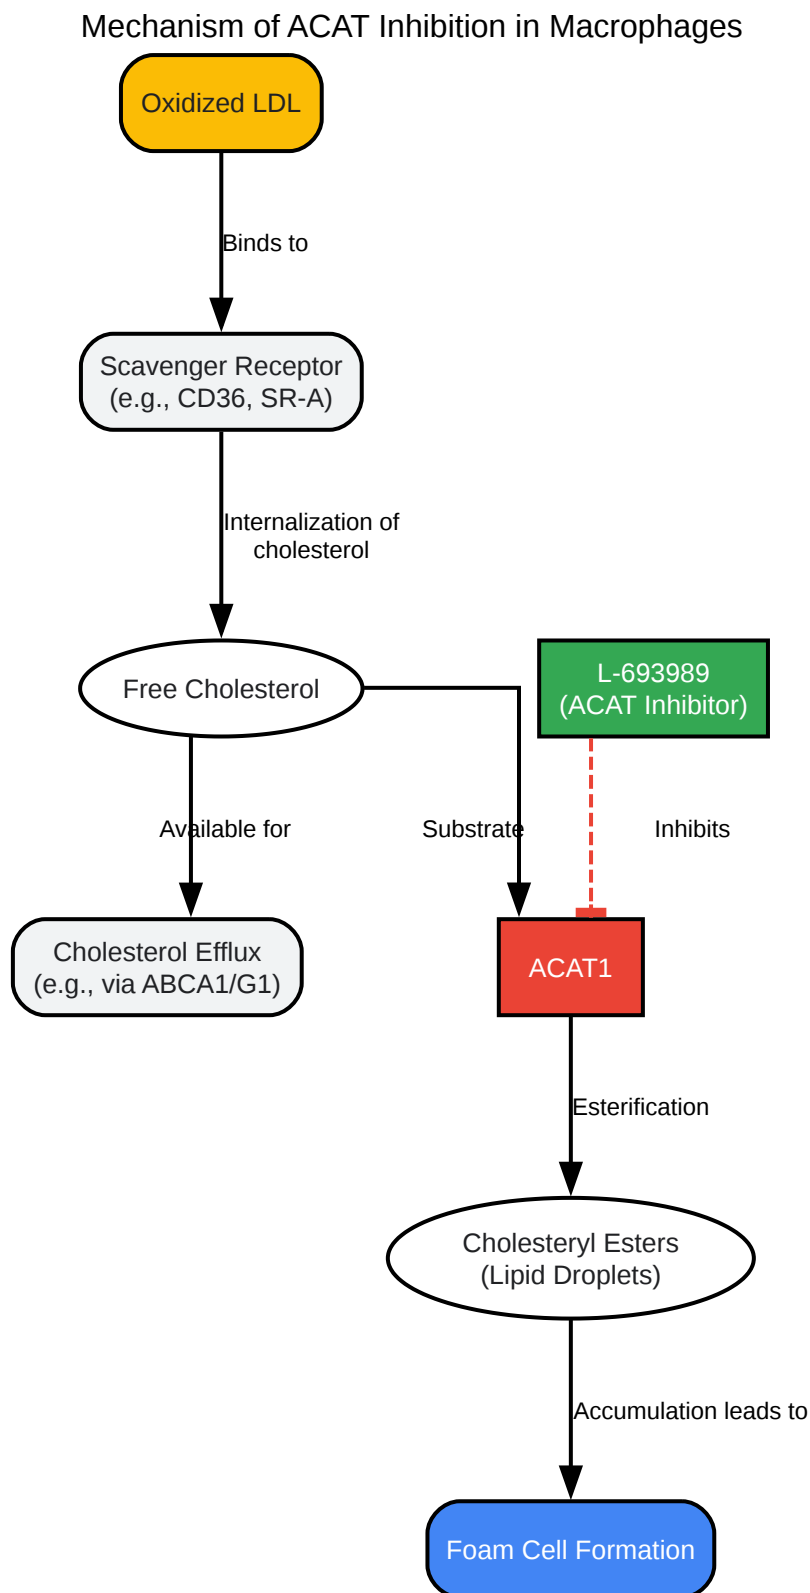 Mechanism of ACAT Inhibition in Macrophages
Oxidized LDL
Binds to
Scavenger Receptor
(e.g., CD36, SR-A)
Internalization of
cholesterol
Free Cholesterol
L-693989
(ACAT Inhibitor)
Available for
Substrate
Inhibits
Cholesterol Efflux
(e.g., via ABCA1/G1)
ACAT1
Esterification
Cholesteryl Esters
(Lipid Droplets)
Accumulation leads to
Foam Cell Formation